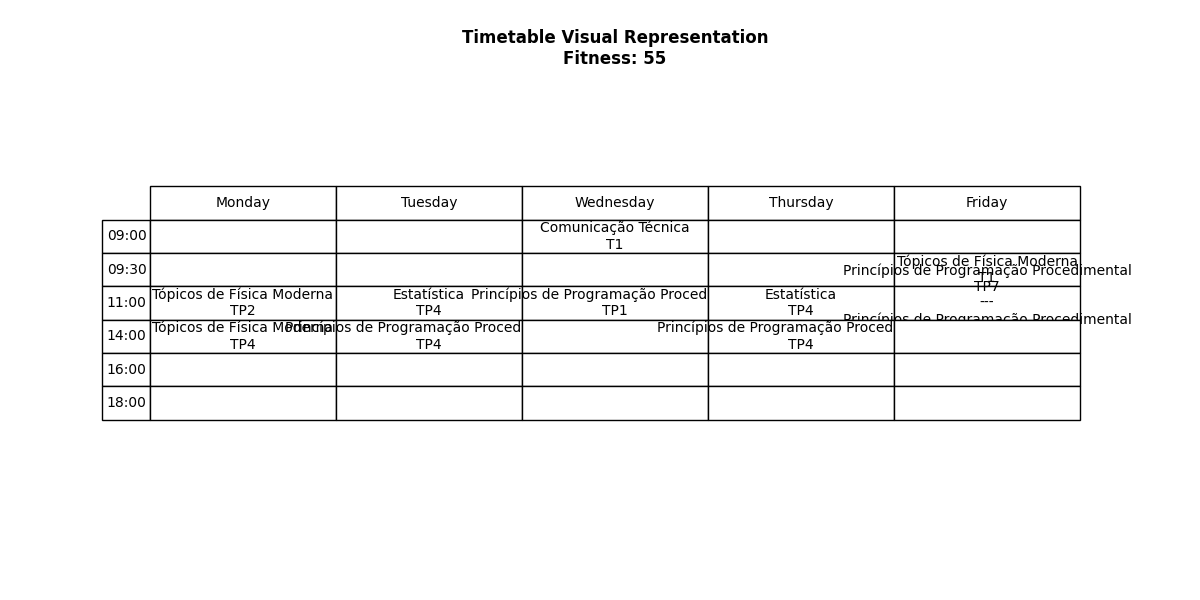 Timetable Visual Representation
Fitness: 55
Monday Tuesday Wednesday Thursday Friday
09:00 Comunicação Técnica
T1
09:30 Tópicos de Física Moderna
T1
11:00 Tópicos de Física Moderna
TP2
Estatística
TP4
Princípios de Programação Proced
TP1
Estatística
TP4
Princípios de Programação Procedimental
TP7
---
Princípios de Programação Procedimental
14:00 Tópicos de Física Moderna
TP4
Princípios de Programação Proced
TP4
Princípios de Programação Proced
TP4
16:00
18:00